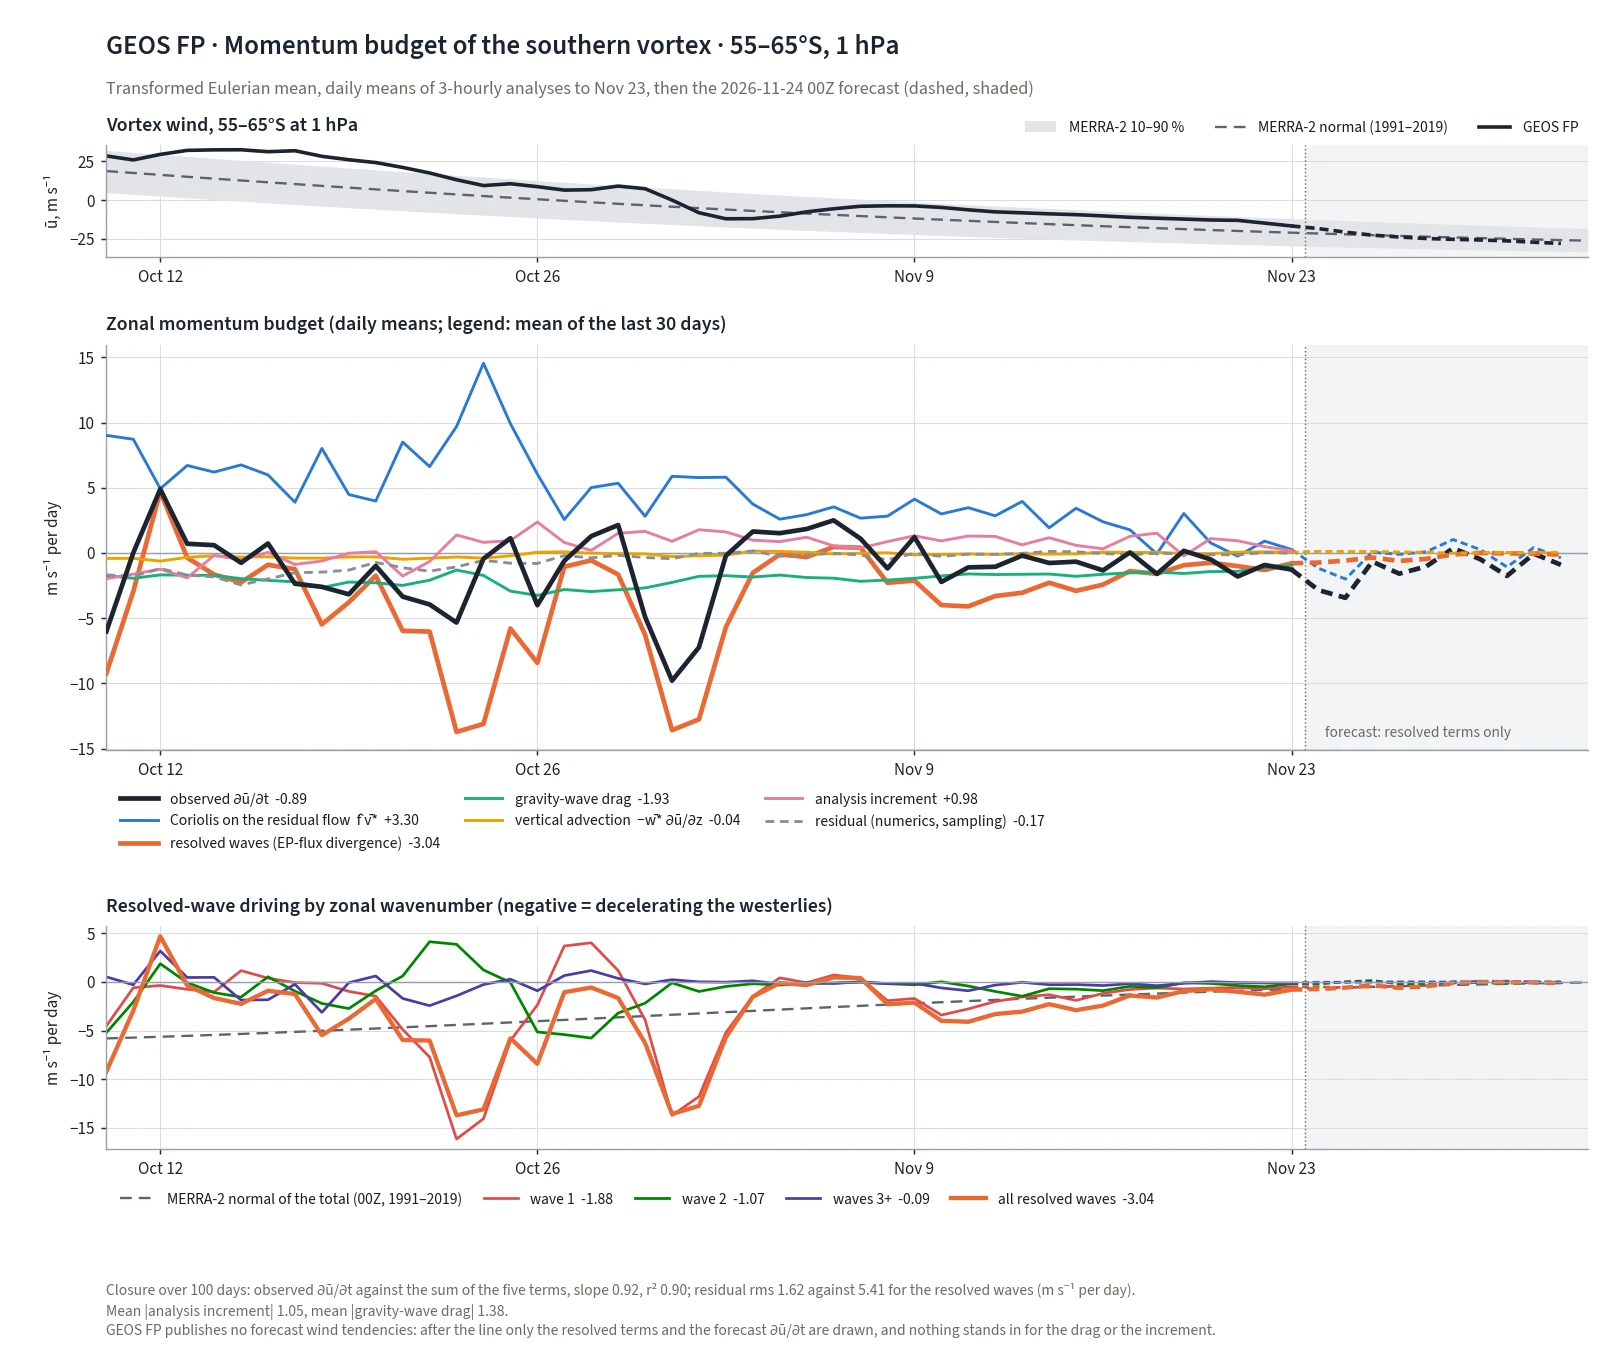 GEOS FP · Momentum budget of the southern vortex · 55–65°S, 1 hPa
Transformed Eulerian mean, daily means of 3-hourly analyses to Nov 23, then the 2026-11-24 00Z forecast (dashed, shaded)
Vortex wind, 55–65°S at 1 hPa
MERRA-2 10–90 %
MERRA-2 normal (1991–2019)
GEOS FP
ū, m s⁻¹
25
0
−25
Oct 12
Oct 26
Nov 9
Nov 23
Zonal momentum budget (daily means; legend: mean of the last 30 days)
m s⁻¹ per day
15
10
5
0
−5
−10
−15
forecast: resolved terms only
Oct 12
Oct 26
Nov 9
Nov 23
observed ∂ū/∂t -0.89
gravity-wave drag -1.93
analysis increment +0.98
Coriolis on the residual flow f v̄* +3.30
vertical advection −w̄* ∂ū/∂z -0.04
residual (numerics, sampling) -0.17
resolved waves (EP-flux divergence) -3.04
Resolved-wave driving by zonal wavenumber (negative = decelerating the westerlies)
m s⁻¹ per day
5
0
−5
−10
−15
Oct 12
Oct 26
Nov 9
Nov 23
MERRA-2 normal of the total (00Z, 1991–2019)
wave 1 -1.88
wave 2 -1.07
waves 3+ -0.09
all resolved waves -3.04
Closure over 100 days: observed ∂ū/∂t against the sum of the five terms, slope 0.92, r² 0.90; residual rms 1.62 against 5.41 for the resolved waves (m s⁻¹ per day).
Mean |analysis increment| 1.05, mean |gravity-wave drag| 1.38.
GEOS FP publishes no forecast wind tendencies: after the line only the resolved terms and the forecast ∂ū/∂t are drawn, and nothing stands in for the drag or the increment.